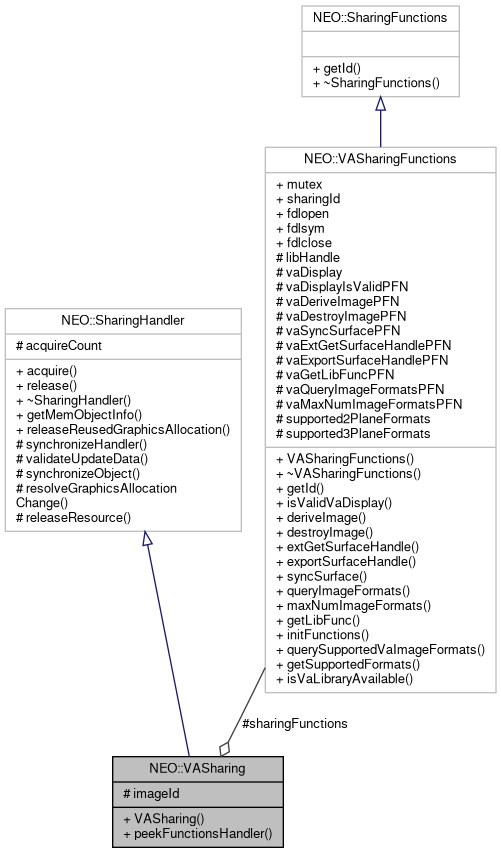 NEO::SharingFunctions
+ getId()
+ ~SharingFunctions()
NEO::VASharingFunctions
+ mutex
+ sharingId
+ fdlopen
+ fdlsym
+ fdlclose
# libHandle
# vaDisplay
# vaDisplayIsValidPFN
# vaDeriveImagePFN
# vaDestroyImagePFN
# vaSyncSurfacePFN
# vaExtGetSurfaceHandlePFN
# vaExportSurfaceHandlePFN
# vaGetLibFuncPFN
# vaQueryImageFormatsPFN
# vaMaxNumImageFormatsPFN
# supported2PlaneFormats
# supported3PlaneFormats
+ VASharingFunctions()
+ ~VASharingFunctions()
+ getId()
+ isValidVaDisplay()
+ deriveImage()
+ destroyImage()
+ extGetSurfaceHandle()
+ exportSurfaceHandle()
+ syncSurface()
+ queryImageFormats()
+ maxNumImageFormats()
+ getLibFunc()
+ initFunctions()
+ querySupportedVaImageFormats()
+ getSupportedFormats()
+ isVaLibraryAvailable()
NEO::SharingHandler
# acquireCount
+ acquire()
+ release()
+ ~SharingHandler()
+ getMemObjectInfo()
+ releaseReusedGraphicsAllocation()
# synchronizeHandler()
# validateUpdateData()
# synchronizeObject()
# resolveGraphicsAllocation
Change()
# releaseResource()
#sharingFunctions
NEO::VASharing
# imageId
+ VASharing()
+ peekFunctionsHandler()